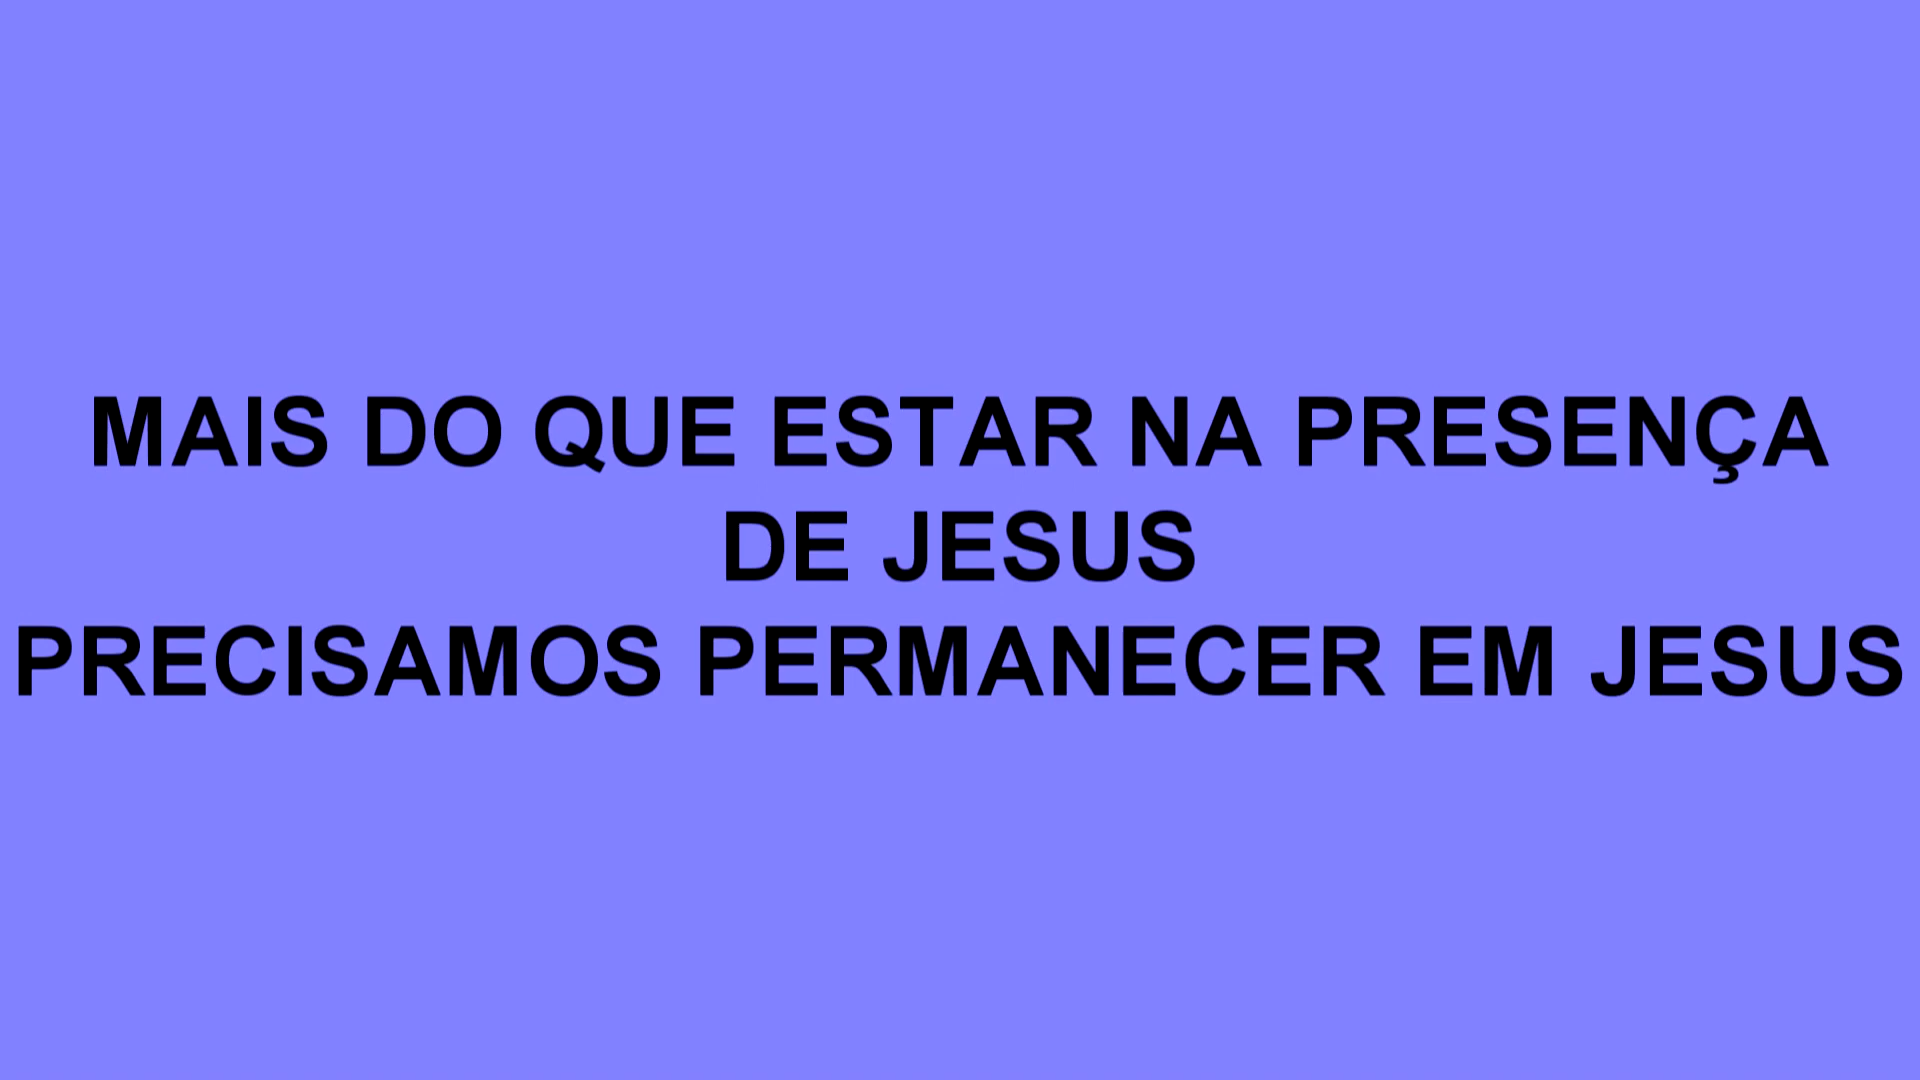 MAIS DO QUE ESTAR NA PRESENÇA
DE JESUS
PRECISAMOS PERMANECER EM JESUS